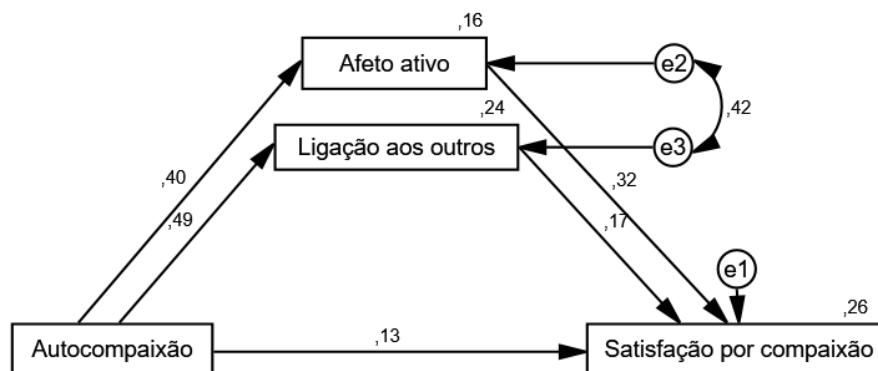 ,16
Afeto ativo
e2
,24
,42
Ligação aos outros
e3
,40
,32
,49
,17
e1
,26
,13
Autocompaixão
Satisfação por compaixão